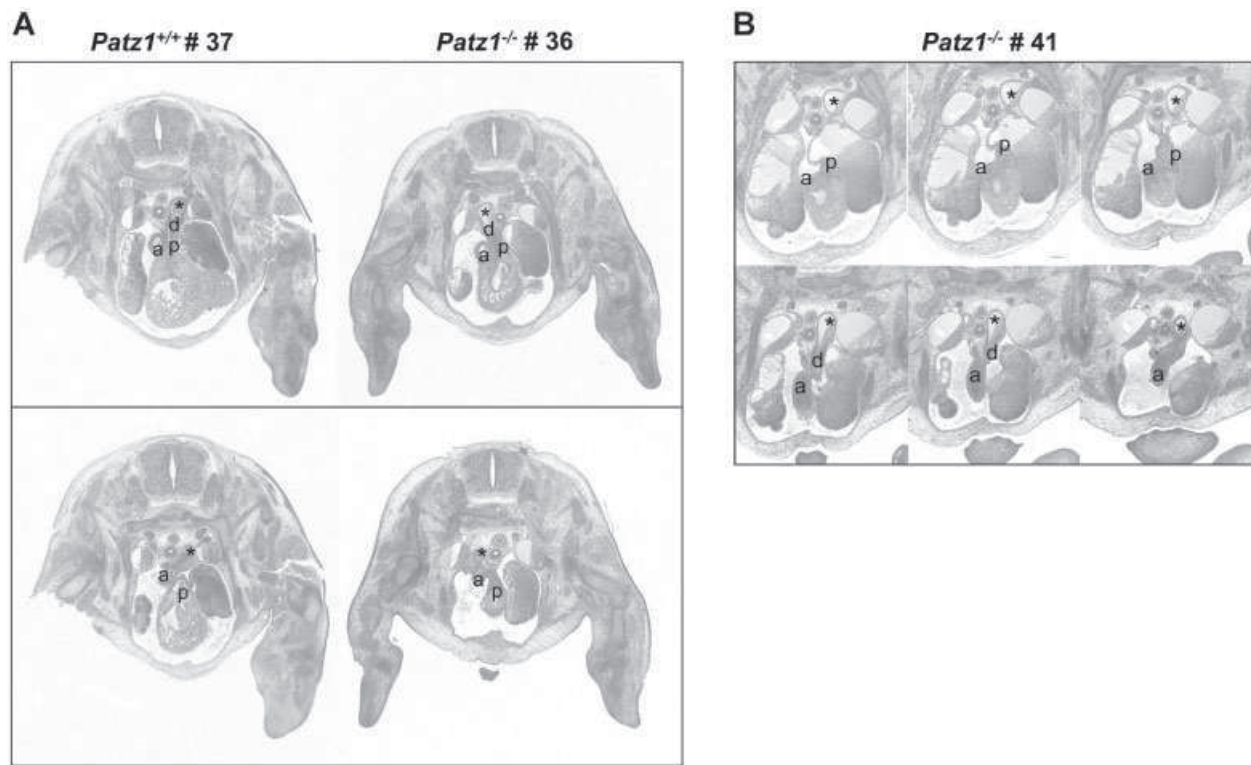 A
B
Patz1+/+ # 37
Patz1-/- # 36
Patz1-/- # 41
* d a p
* d a p
* a p
* a p
* a p
* a p
* a p
* d a
* d a
* a